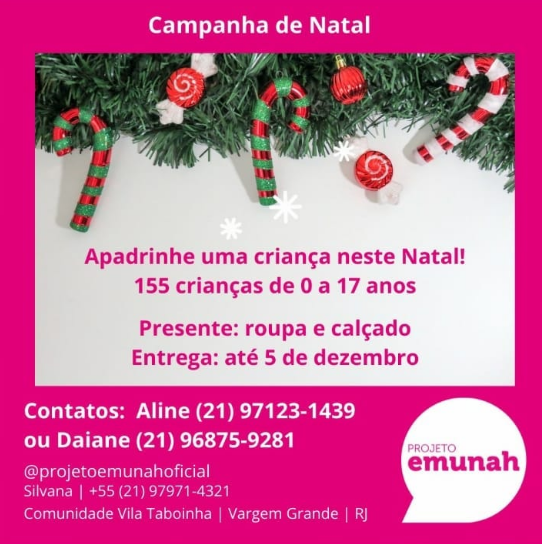 Campanha de Natal
Apadrinhe uma criança neste Natal!
155 crianças de 0 a 17 anos
Presente: roupa e calçado
Entrega: até 5 de dezembro
Contatos: Aline (21) 97123-1439
ou Daiane (21) 96875-9281
@projetoemunahoficial
Silvana | +55 (21) 97971-4321
Comunidade Vila Taboinha | Vargem Grande | RJ
PROJETO
emunah